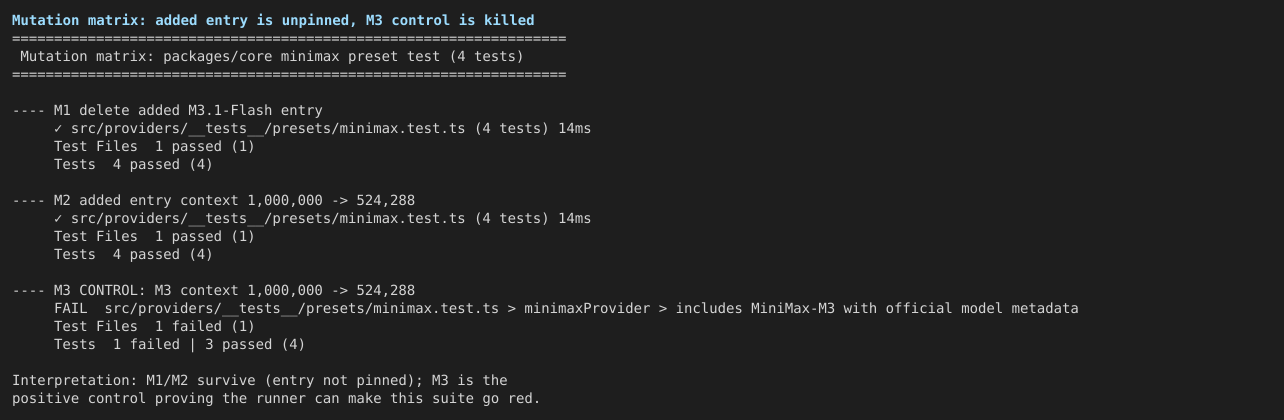 Mutation matrix: added entry is unpinned, M3 control is killed
==================================================================
Mutation matrix: packages/core minimax preset test (4 tests)
==================================================================
---- M1 delete added M3.1-Flash entry
✓ src/providers/__tests__/presets/minimax.test.ts (4 tests) 14ms
Test Files  1 passed (1)
Tests  4 passed (4)
---- M2 added entry context 1,000,000 -> 524,288
✓ src/providers/__tests__/presets/minimax.test.ts (4 tests) 14ms
Test Files  1 passed (1)
Tests  4 passed (4)
---- M3 CONTROL: M3 context 1,000,000 -> 524,288
FAIL  src/providers/__tests__/presets/minimax.test.ts > minimaxProvider > includes MiniMax-M3 with official model metadata
Test Files  1 failed (1)
Tests  1 failed | 3 passed (4)
Interpretation: M1/M2 survive (entry not pinned); M3 is the
positive control proving the runner can make this suite go red.